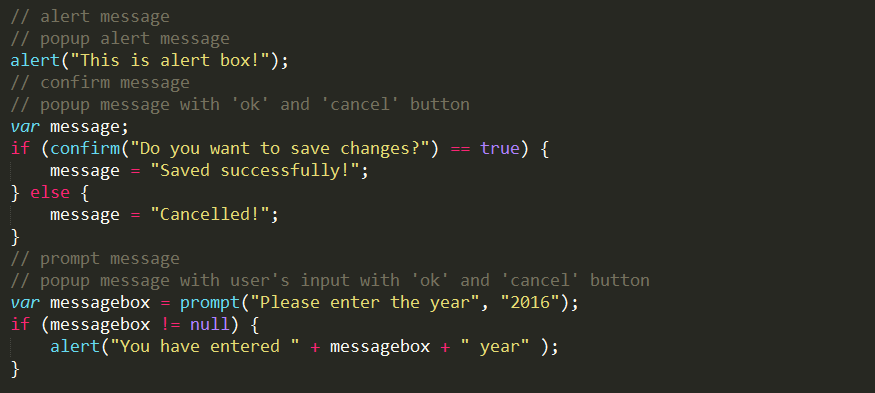 // alert message
// popup alert message
alert("This is alert box!");
// confirm message
// popup message with 'ok' and 'cancel' button
var message;
if (confirm("Do you want to save changes?") == true) {
    message = "Saved successfully!";
} else {
    message = "Cancelled!";
}
// prompt message
// popup message with user's input with 'ok' and 'cancel' button
var messagebox = prompt("Please enter the year", "2016");
if (messagebox != null) {
    alert("You have entered " + messagebox + " year" );
}